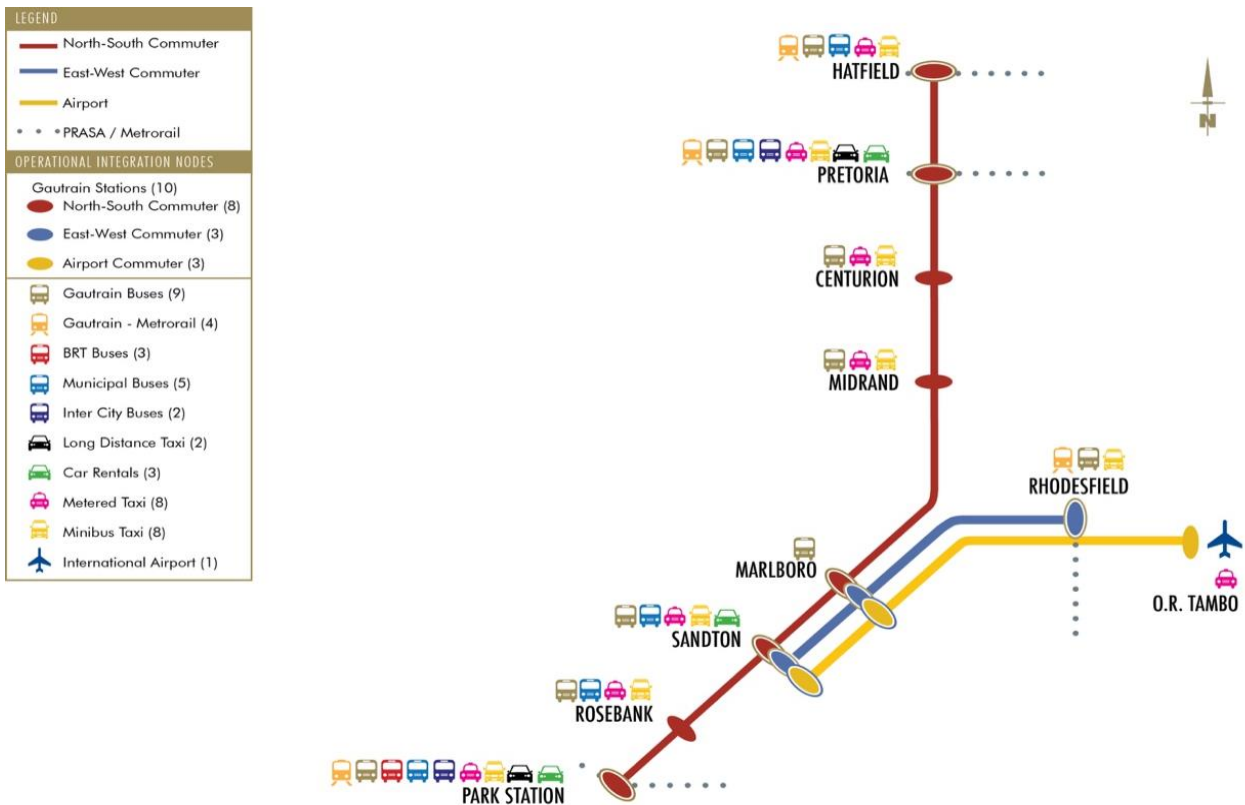 LEGEND
North-South Commuter
East-West Commuter
Airport
PRASA / Metrorail
OPERATIONAL INTEGRATION NODES
Gautrain Stations (10)
North-South Commuter (8)
East-West Commuter (3)
Airport Commuter (3)
Gautrain Buses (9)
Gautrain - Metrorail (4)
BRT Buses (3)
Municipal Buses (5)
Inter City Buses (2)
Long Distance Taxi (2)
Car Rentals (3)
Metered Taxi (8)
Minibus Taxi (8)
International Airport (1)
HATFIELD
N
PRETORIA
CENTURION
MIDRAND
RHODESFIELD
MARLBORO
O.R. TAMBO
SANDTON
ROSEBANK
PARK STATION